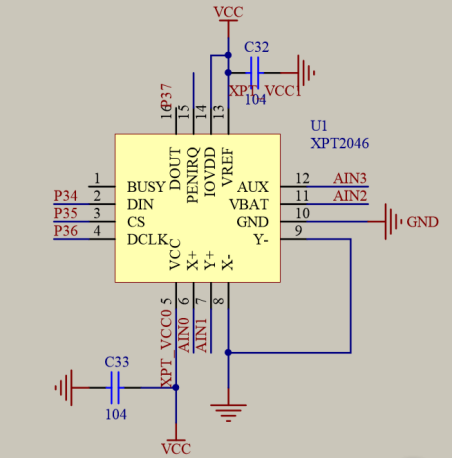 VCC
C32
XPT_VCC1
104
P37
16
15
14
13
U1
XPT2046
DOUT
PENIRQ
IOVDD
VREF
1
BUSY
AUX
12
AIN3
P34
2
DIN
VBAT
11
AIN2
P35
3
CS
GND
10
GND
P36
4
DCLK
Y-
9
VCC
X+
Y+
X-
5
6
7
8
XPT_VCC0
AIN0
AIN1
C33
104
VCC